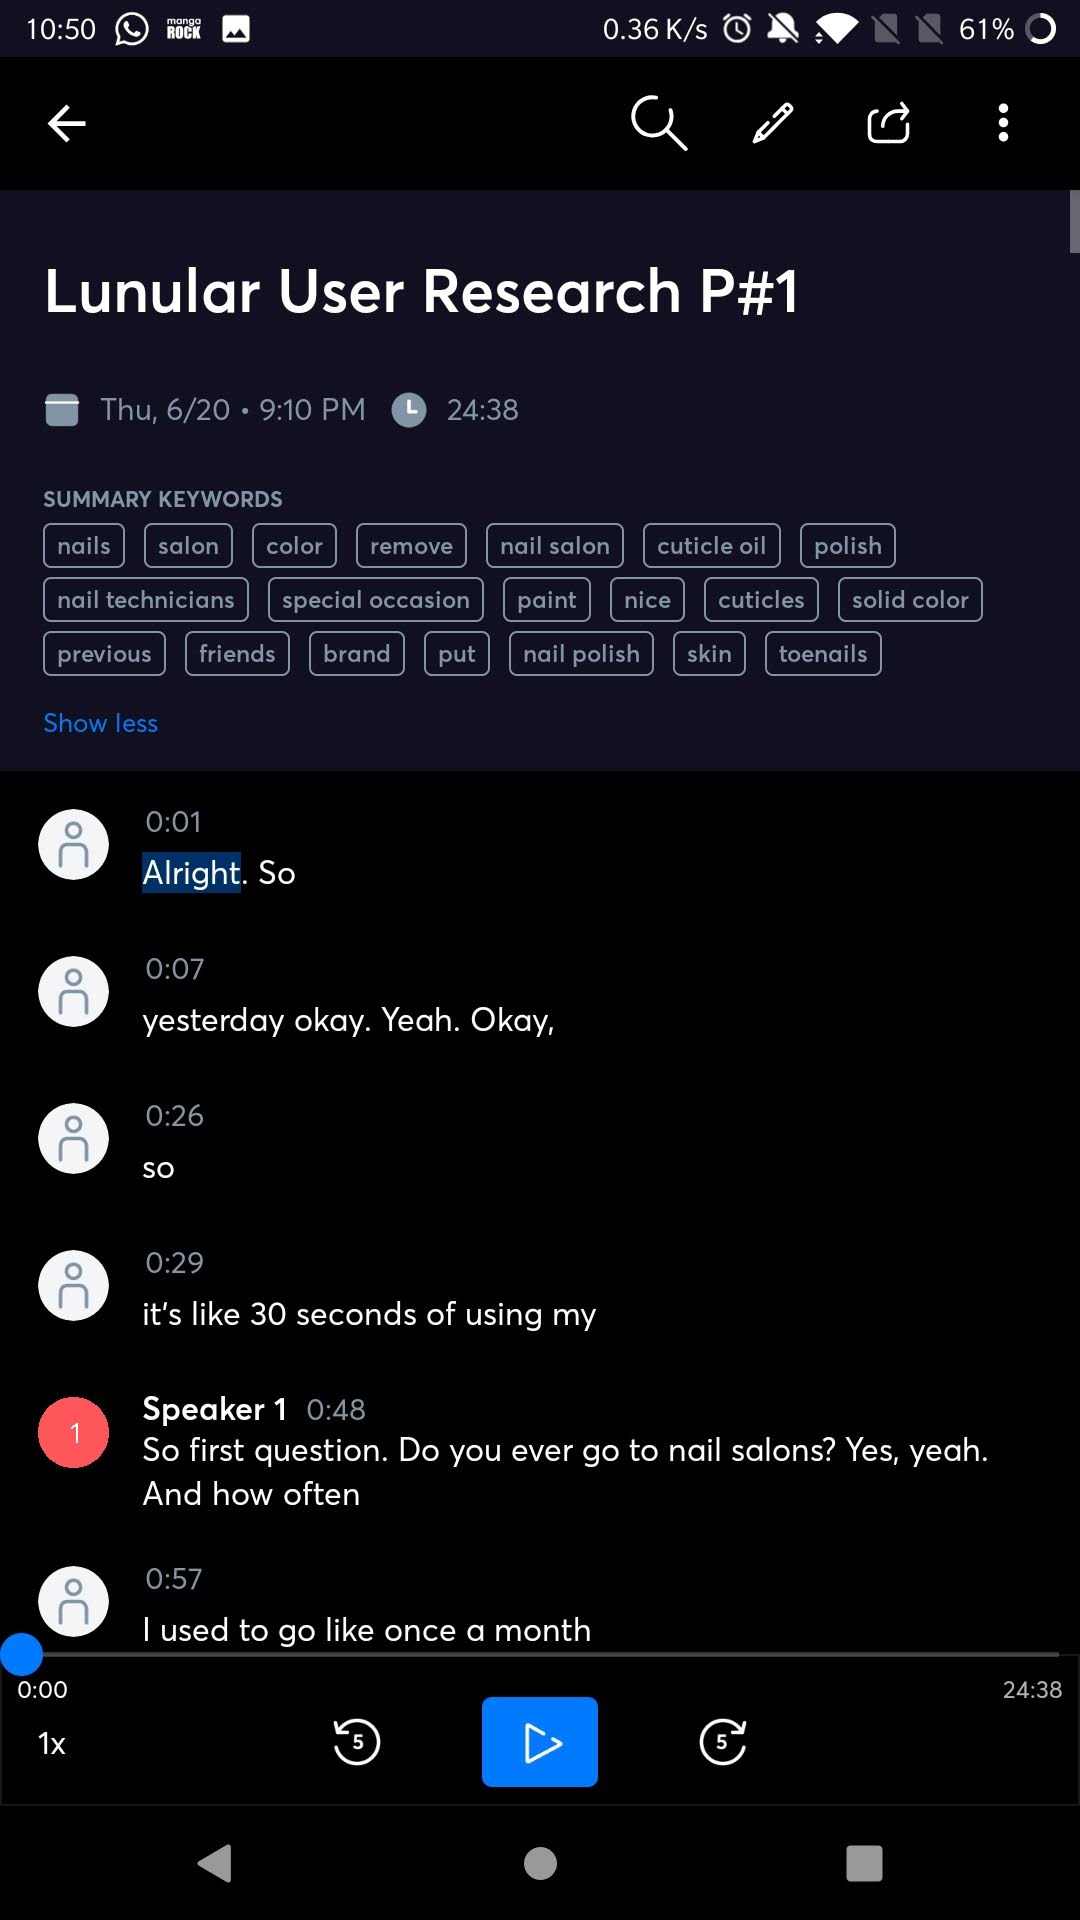 10:50 manga ROCK 0.36 K/s 61%
Lunular User Research P#1
Thu, 6/20 • 9:10 PM 24:38
SUMMARY KEYWORDS
nails salon color remove nail salon cuticle oil polish
nail technicians special occasion paint nice cuticles solid color
previous friends brand put nail polish skin toenails
Show less
0:01
Alright. So
0:07
yesterday okay. Yeah. Okay,
0:26
so
0:29
it's like 30 seconds of using my
1 Speaker 1 0:48
So first question. Do you ever go to nail salons? Yes, yeah.
And how often
0:57
I used to go like once a month
0:00 24:38
1x 5 5